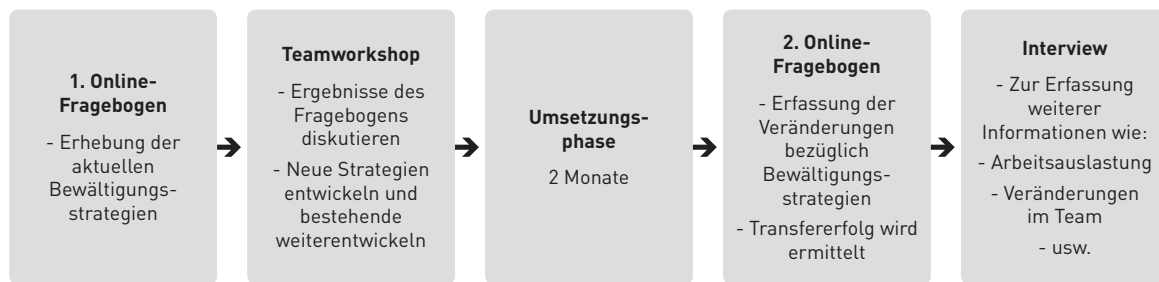 1. Online-
Fragebogen
- Erhebung der
aktuellen
Bewältigungs-
strategien
Teamworkshop
- Ergebnisse des
Fragebogens
diskutieren
- Neue Strategien
entwickeln und
bestehende
weiterentwickeln
Umsetzungs-
phase
2 Monate
2. Online-
Fragebogen
- Erfassung der
Veränderungen
bezüglich
Bewältigungs-
strategien
- Transfererfolg wird
ermittelt
Interview
- Zur Erfassung
weiterer
Informationen wie:
- Arbeitsauslastung
- Veränderungen
im Team
- usw.